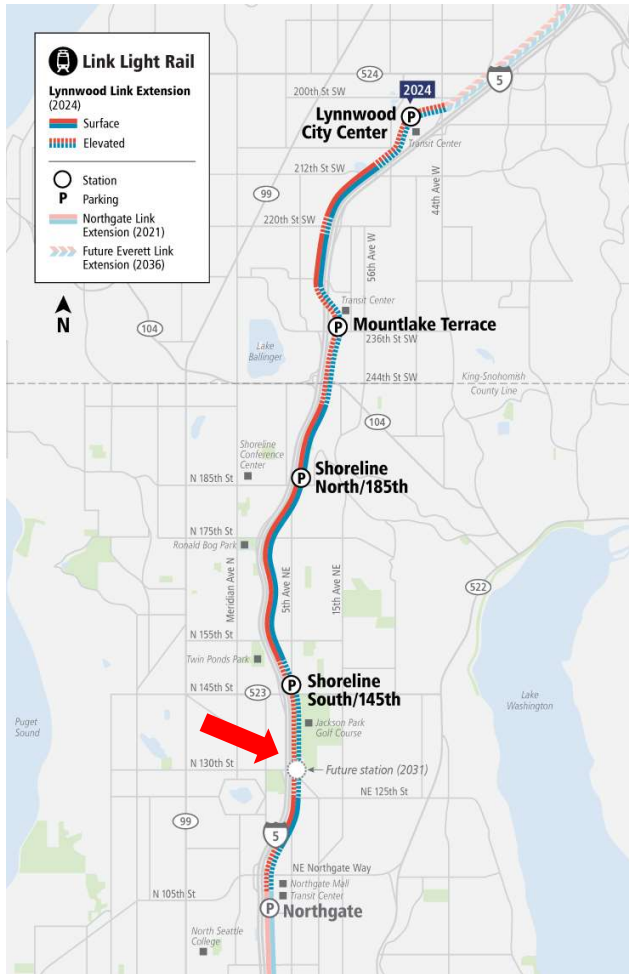 Link Light Rail
Lynnwood Link Extension
(2024)
Surface
Elevated
Station
P
Parking
Northgate Link
Extension (2021)
Future Everett Link
Extension (2036)
N
524
5
200th St SW
2024
Lynnwood
City Center
P
Transit Center
212th St SW
99
44th Ave W
220th St SW
56th Ave W
Transit Center
P
Mountlake Terrace
104
236th St SW
Lake
Ballinger
244th St SW
King-Snohomish
County Line
104
Shoreline
Conference
Center
N 185th St
P
Shoreline
North/185th
N 175th St
Ronald Bog Park
Meridian Ave N
5th Ave NE
15th Ave NE
522
N 155th St
Twin Ponds Park
N 145th St
523
P
Shoreline
South/145th
Lake
Washington
Puget
Sound
Jackson Park
Golf Course
N 130th St
Future station (2031)
NE 125th St
99
5
NE Northgate Way
Northgate Mall
Transit Center
N 105th St
P
Northgate
North Seattle
College